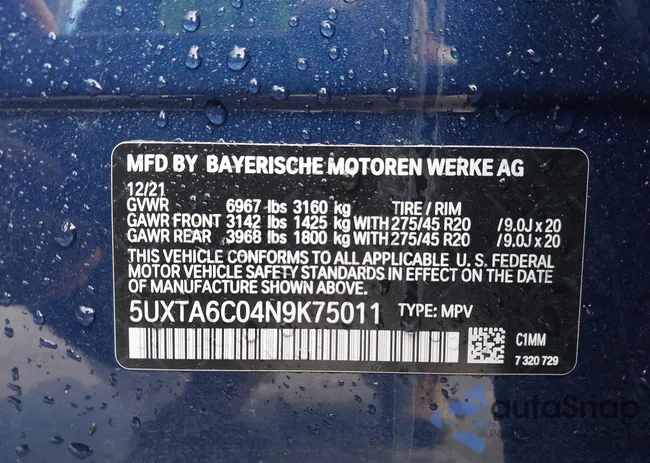 MFD BY BAYERISCHE MOTOREN WERKE AG
12/21
GVWR 6967 lbs 3160 kg TIRE / RIM
GAWR FRONT 3142 lbs 1425 kg WITH 275/45 R20 /9.0J x 20
GAWR REAR 3968 lbs 1800 kg WITH 275/45 R20 /9.0J x 20
THIS VEHICLE CONFORMS TO ALL APPLICABLE U. S. FEDERAL
MOTOR VEHICLE SAFETY STANDARDS IN EFFECT ON THE DATE
OF MANUFACTURE SHOWN ABOVE.
5UXTA6C04N9K75011 TYPE: MPV
C1MM
7 320 729
autoSnap